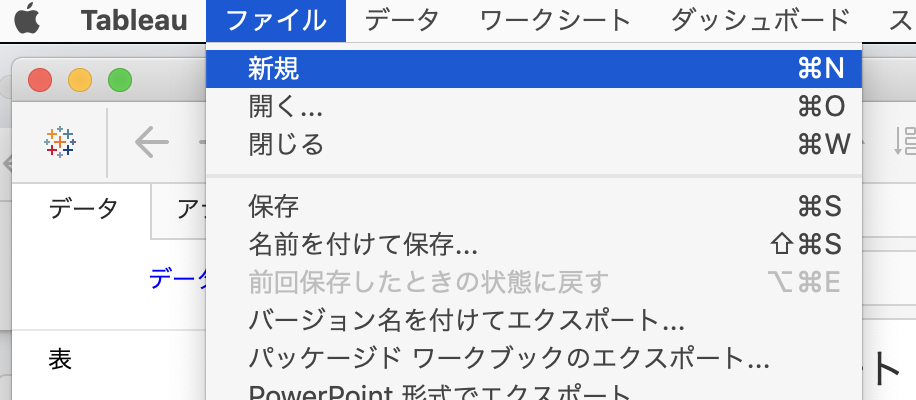 Tableau ファイル データ ワークシート ダッシュボード ス
新規 ⌘N
開く... ⌘O
閉じる ⌘W
データ
保存 ⌘S
名前を付けて保存... ⇧⌘S
データ
前回保存したときの状態に戻す ⌥⌘E
バージョン名を付けてエクスポート...
表
パッケージド ワークブックのエクスポート...
ト
PowerPoint 形式でエクスポート